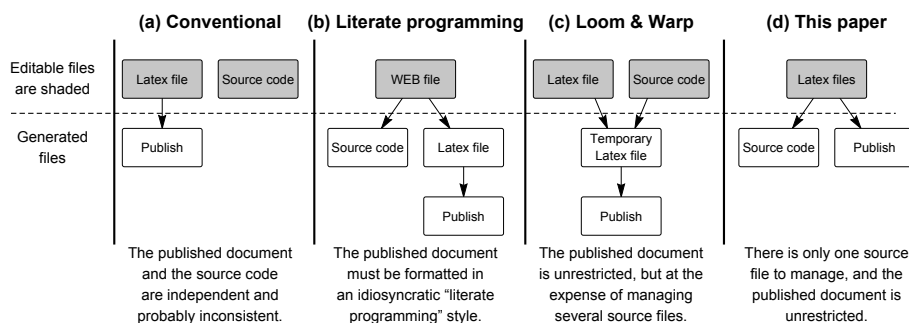 (a) Conventional
(b) Literate programming
(c) Loom & Warp
(d) This paper
Editable files
are shaded
Latex file
Source code
WEB file
Latex file
Source code
Latex files
Generated
files
Publish
Source code
Latex file
Temporary
Latex file
Source code
Publish
Publish
Publish
The published document
and the source code
are independent and
probably inconsistent.
The published document
must be formatted in
an idiosyncratic “literate
programming” style.
The published document
is unrestricted, but at the
expense of managing
several source files.
There is only one source
file to manage, and the
published document is
unrestricted.